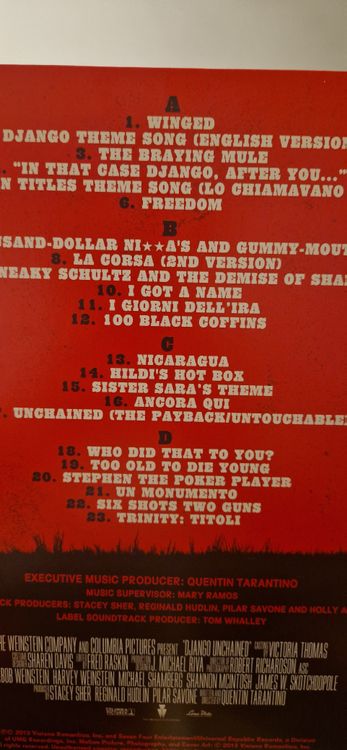 A
1. WINGED
DJANGO THEME SONG (ENGLISH VERSION
3. THE BRAYING MULE
. "IN THAT CASE DJANGO, AFTER YOU..."
N TITLES THEME SONG (LO CHIAMAVANO
6. FREEDOM
B
USAND-DOLLAR NI★★A'S AND GUMMY-MOUT
8. LA CORSA (2ND VERSION)
NEAKY SCHULTZ AND THE DEMISE OF SHA
10. I GOT A NAME
11. I GIORNI DELL'IRA
12. 100 BLACK COFFINS
C
13. NICARAGUA
14. HILDI'S HOT BOX
15. SISTER SARA'S THEME
16. ANCORA QUI
. UNCHAINED (THE PAYBACK/UNTOUCHABLE)
D
18. WHO DID THAT TO YOU?
19. TOO OLD TO DIE YOUNG
20. STEPHEN THE POKER PLAYER
21. UN MONUMENTO
22. SIX SHOTS TWO GUNS
23. TRINITY: TITOLI
EXECUTIVE MUSIC PRODUCER: QUENTIN TARANTINO
MUSIC SUPERVISOR: MARY RAMOS
CK PRODUCERS: STACEY SHER, REGINALD HUDLIN, PILAR SAVONE AND HOLLY A
LABEL SOUNDTRACK PRODUCER: TOM WHALLEY
HE WEINSTEIN COMPANY AND COLUMBIA PICTURES PRESENT "DJANGO UNCHAINED" VICTORIA THOMAS
SHAREN DAVIS FRED RASKIN J. MICHAEL RIVA ROBERT RICHARDSON ASC
BOB WEINSTEIN HARVEY WEINSTEIN MICHAEL SHAMBERG SHANNON MCINTOSH JAMES W. SKOTCHDOPOLE
STACEY SHER REGINALD HUDLIN PILAR SAVONE QUENTIN TARANTINO